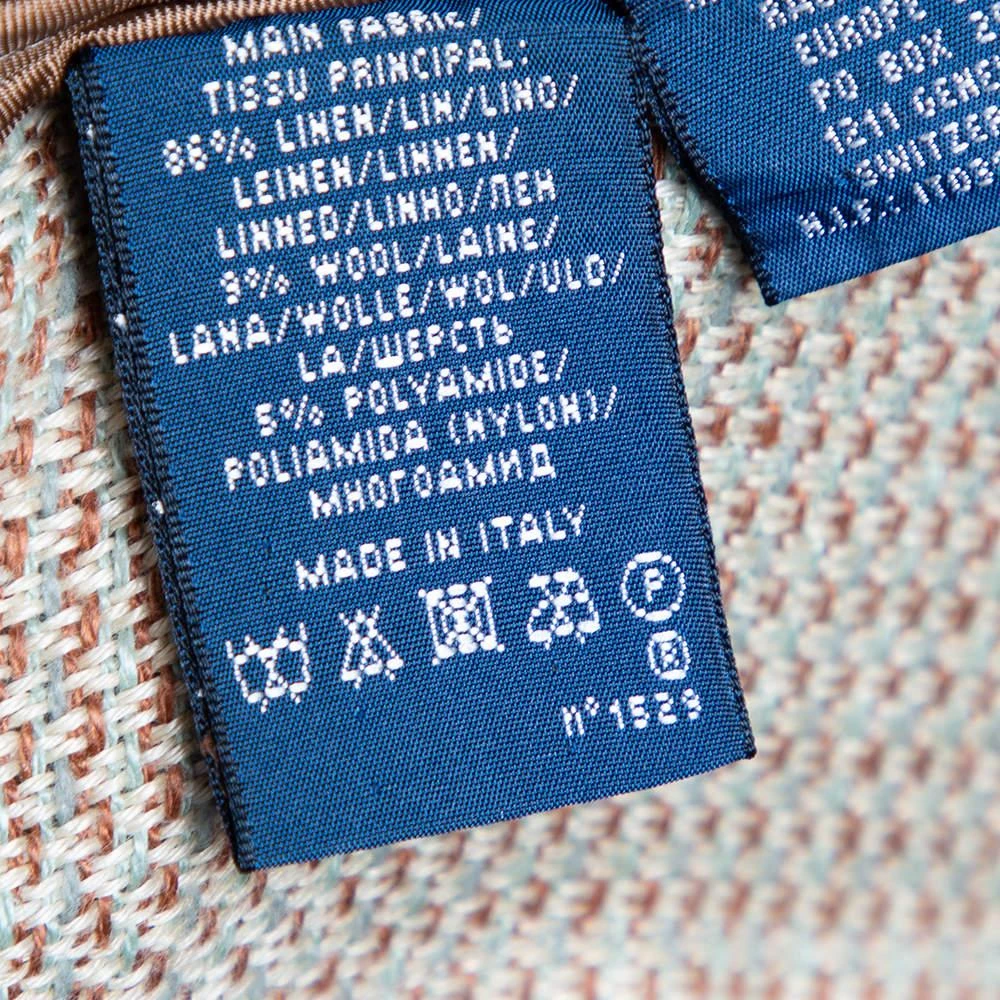 MAIN FABRIC/
TISSU PRINCIPAL:
86% LINEN/LIN/LINO/
LEINEN/LINNEN/
LINNEO/LINHO/ЛЕН
9% WOOL/LAINE/
LANA/WOLLE/WOL/ULO/
LA/ШЕРСТЬ
5% POLYAMIDE/
POLIAMIDA (NYLON)/
МНОГОАМИД
MADE IN ITALY
P
R
N° 1529
EUROPE
PO BOX
1211 GENE
SWITZER